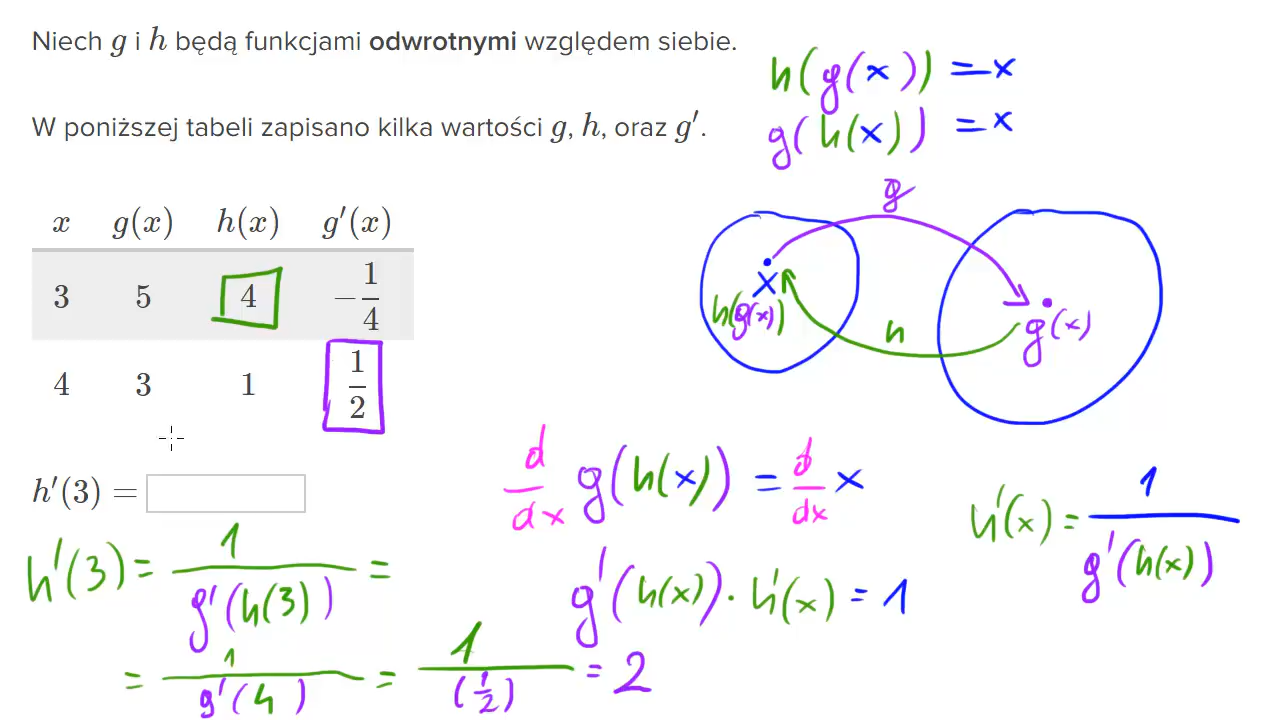 Niech g i h będą funkcjami odwrotnymi względem siebie.
h(g(x)) = x
W poniższej tabeli zapisano kilka wartości g, h, oraz g′.
g(h(x)) = x
x g(x) h(x) g′(x)
3 5 4 −1/4
4 3 1 1/2
g
x
h(g(x))
h
g(x)
h′(3) =
d/dx g(h(x)) = d/dx x
h′(x) = 1/g′(h(x))
h′(3) = 1/g′(h(3)) =
g′(h(x)) · h′(x) = 1
= 1/g′(4) = 1/(1/2) = 2